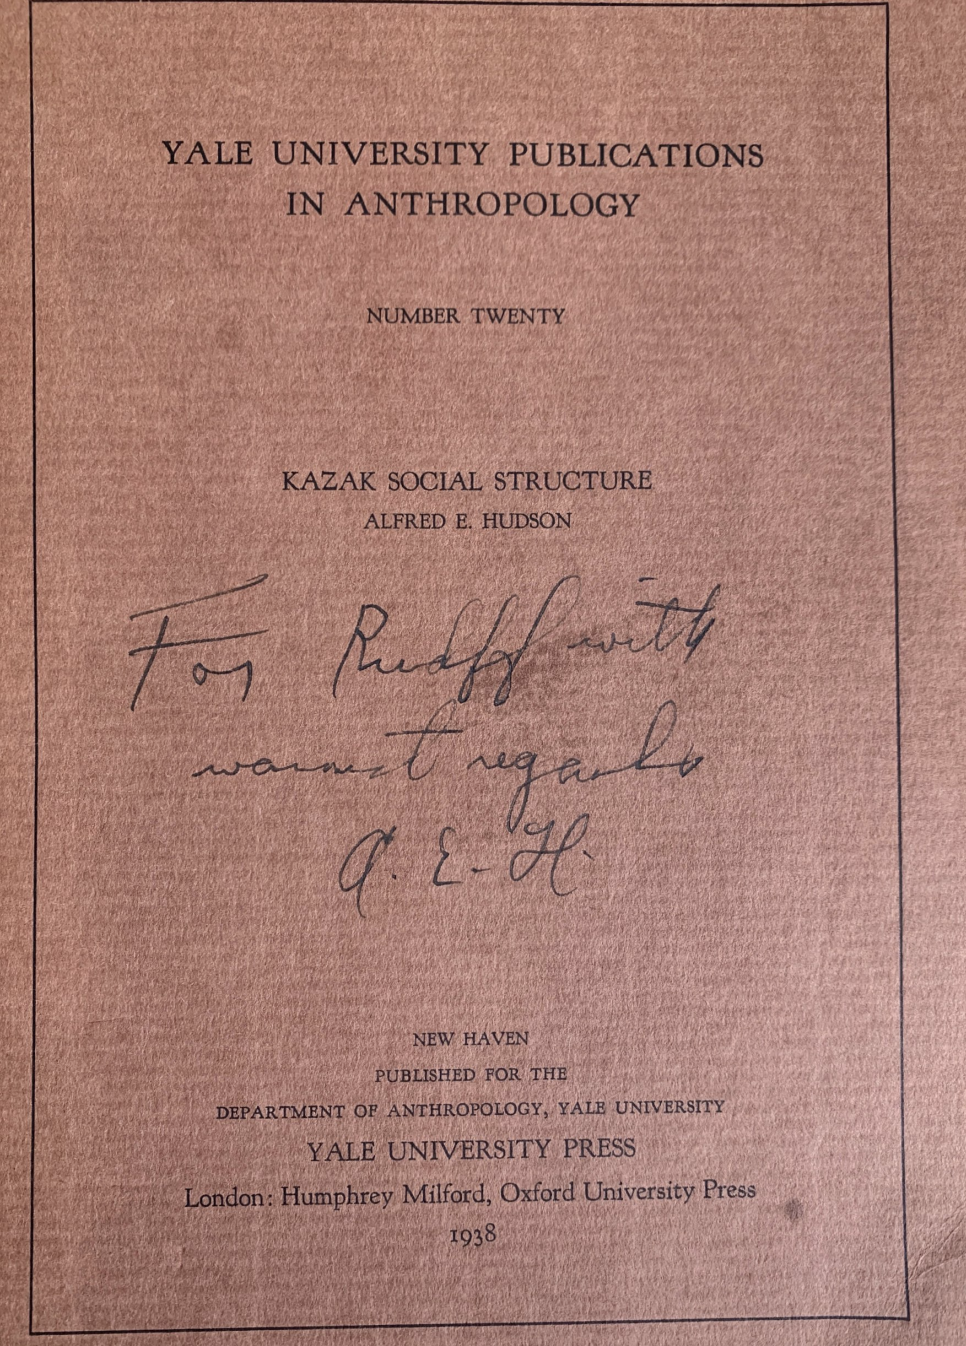 YALE UNIVERSITY PUBLICATIONS
IN ANTHROPOLOGY
NUMBER TWENTY
KAZAK SOCIAL STRUCTURE
ALFRED E. HUDSON
For with
warmest regards
A. E. H.
NEW HAVEN
PUBLISHED FOR THE
DEPARTMENT OF ANTHROPOLOGY, YALE UNIVERSITY
YALE UNIVERSITY PRESS
London: Humphrey Milford, Oxford University Press
1938